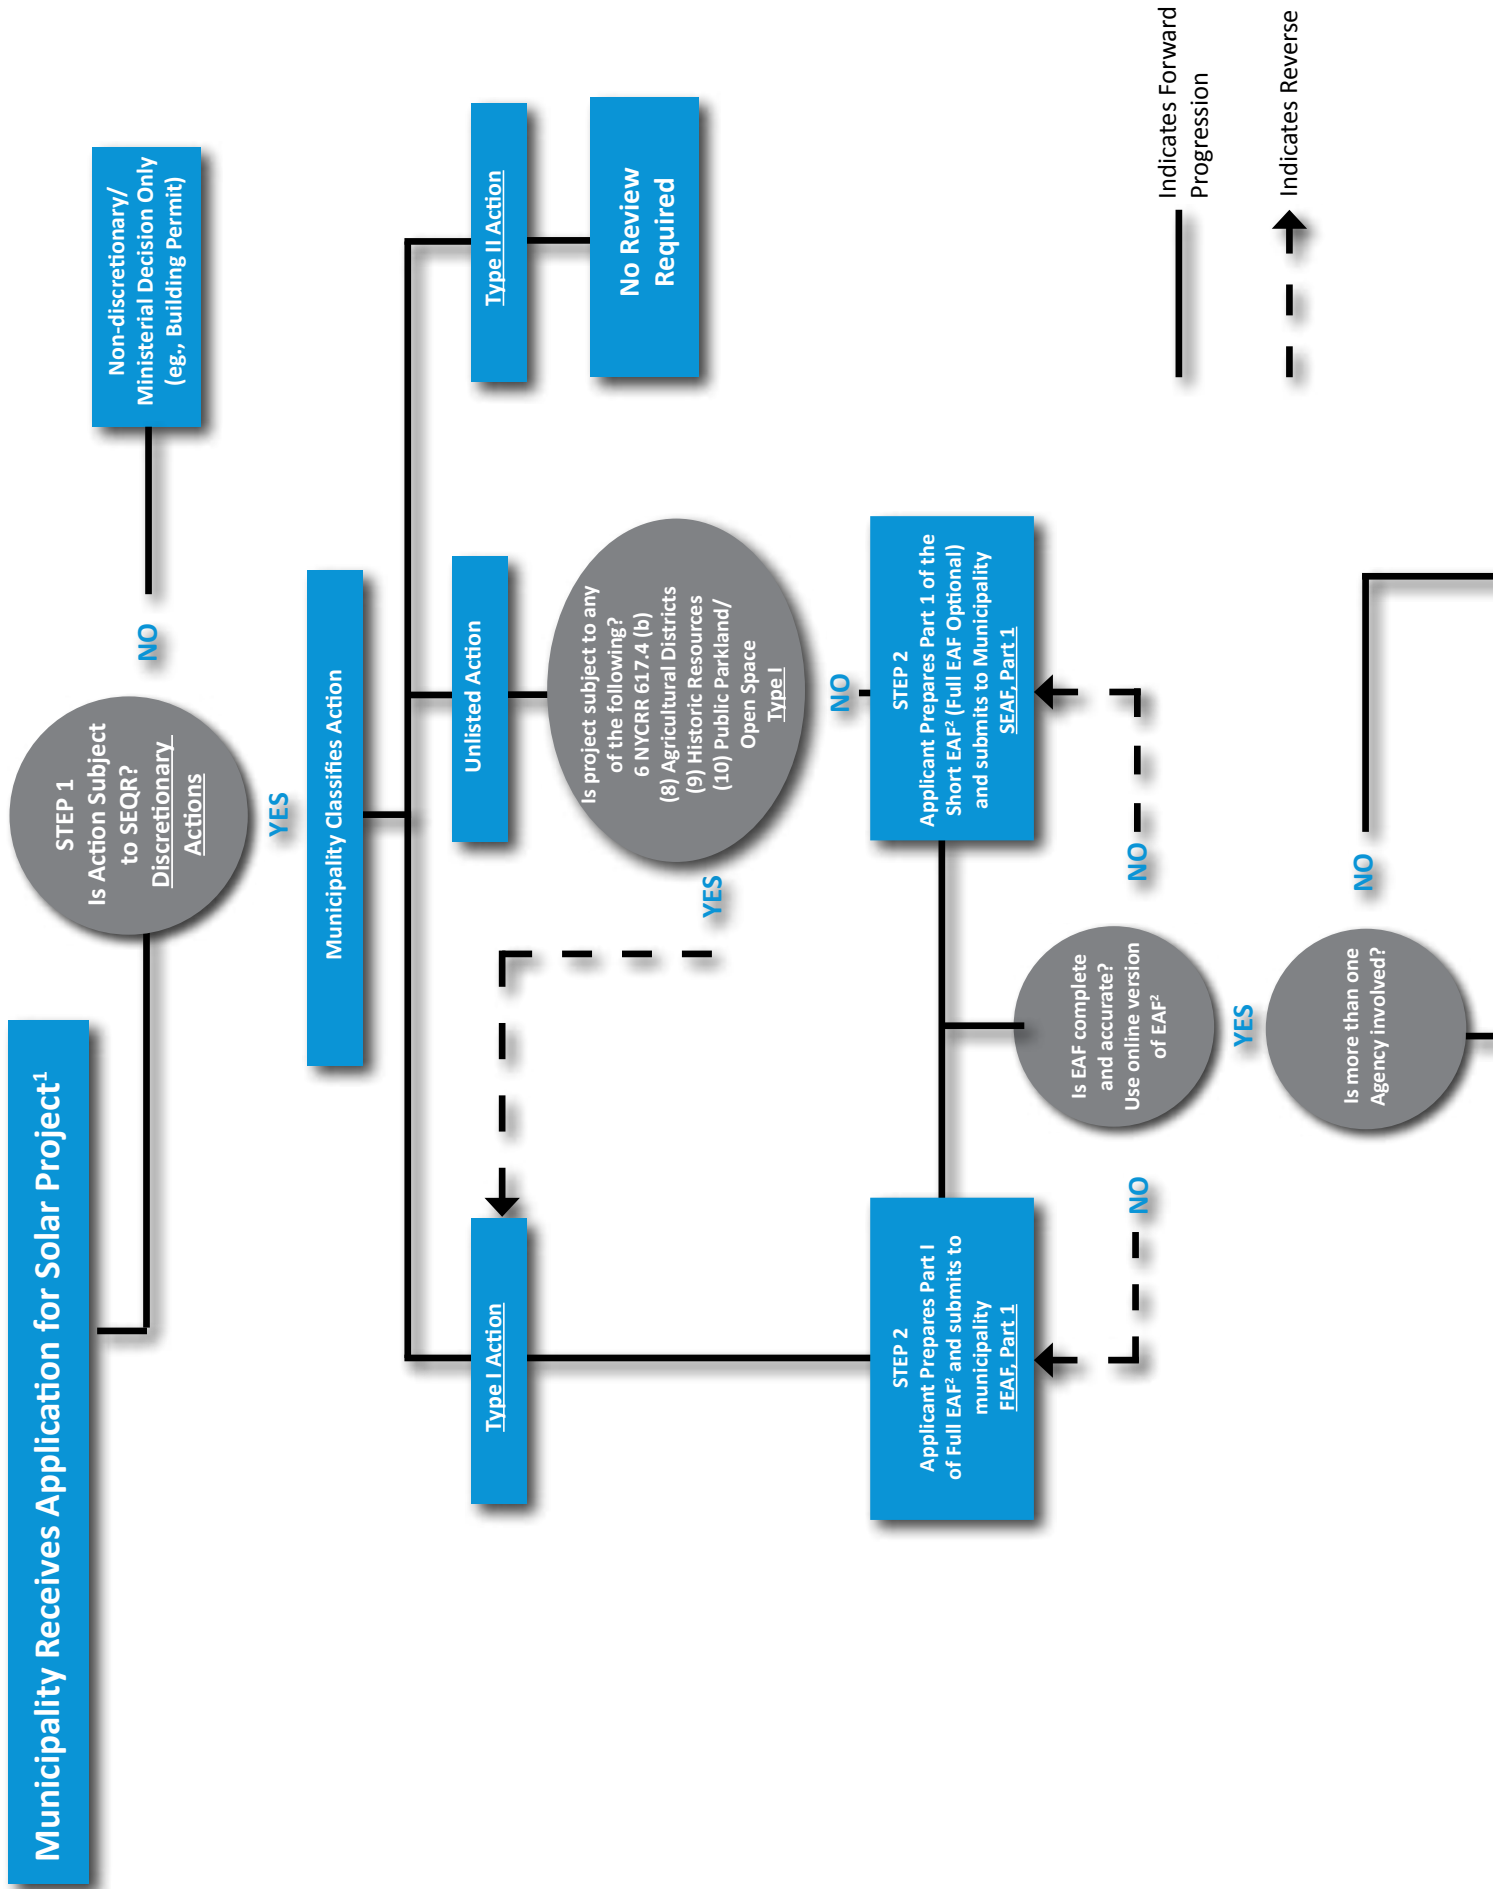 Municipality Receives Application for Solar Project¹
STEP 1
Is Action Subject
to SEQR?
Discretionary
Actions
NO
Non-discretionary/
Ministerial Decision Only
(eg., Building Permit)
YES
Municipality Classifies Action
Type I Action
Unlisted Action
Type II Action
Is project subject to any
of the following?
6 NYCRR 617.4 (b)
(8) Agricultural Districts
(9) Historic Resources
(10) Public Parkland/
Open Space
Type I
No Review
Required
YES
NO
STEP 2
Applicant Prepares Part I
of Full EAF² and submits to
municipality
FEAF, Part 1
STEP 2
Applicant Prepares Part 1 of the
Short EAF² (Full EAF Optional)
and submits to Municipality
SEAF, Part 1
Is EAF complete
and accurate?
Use online version
of EAF²
NO
NO
YES
Is more than one
Agency involved?
NO
Indicates Forward
Progression
Indicates Reverse